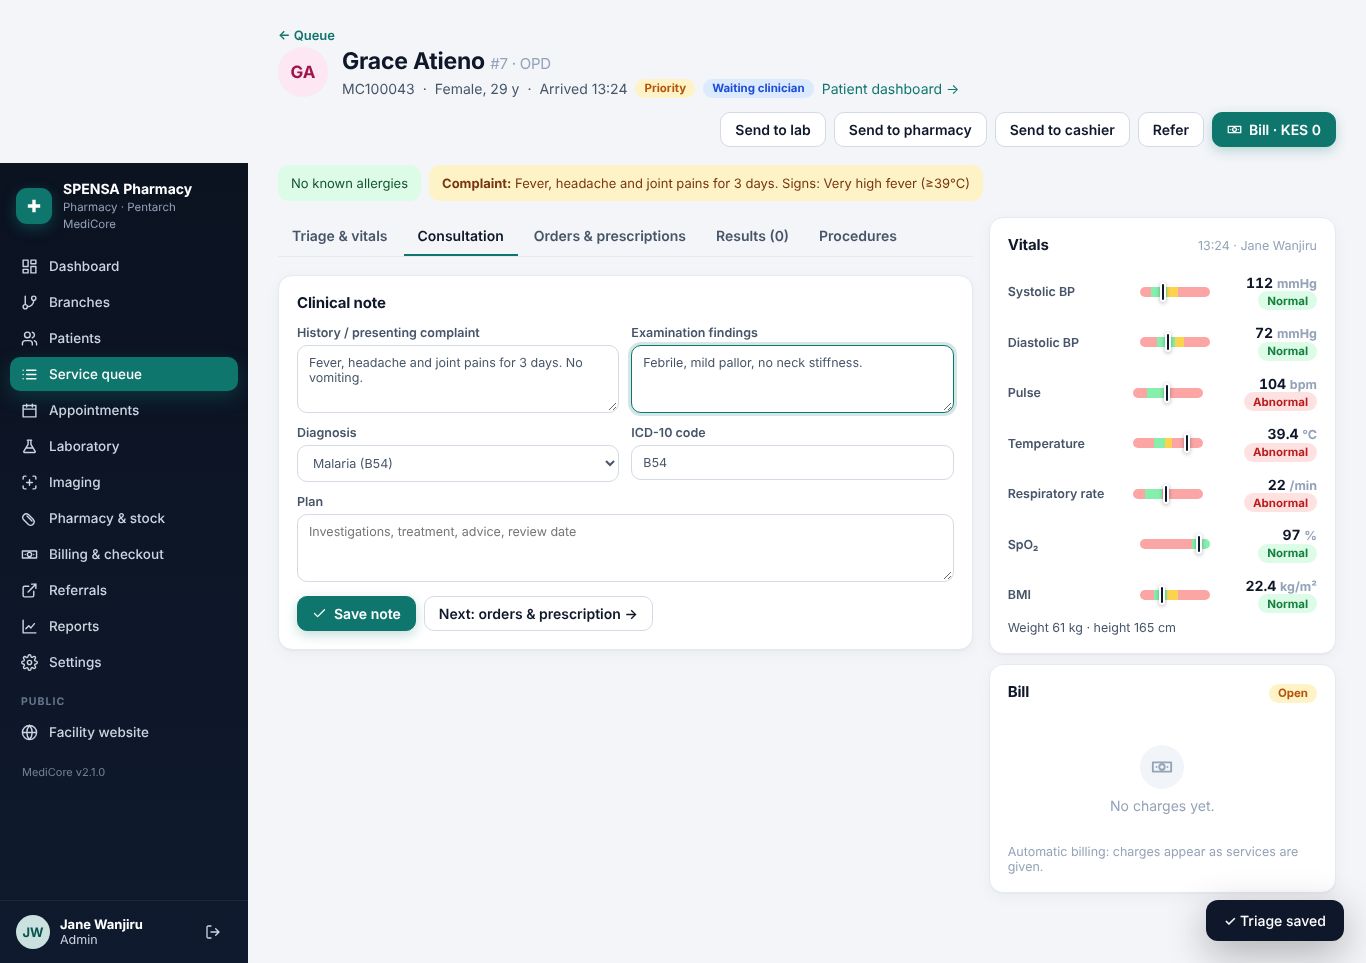 ← Queue
GA
Grace Atieno #7 · OPD
MC100043 · Female, 29 y · Arrived 13:24 Priority Waiting clinician Patient dashboard →
Send to lab
Send to pharmacy
Send to cashier
Refer
Bill · KES 0
SPENSA Pharmacy
Pharmacy · Pentarch
MediCore
Dashboard
Branches
Patients
Service queue
Appointments
Laboratory
Imaging
Pharmacy & stock
Billing & checkout
Referrals
Reports
Settings
PUBLIC
Facility website
MediCore v2.1.0
JW
Jane Wanjiru
Admin
No known allergies
Complaint: Fever, headache and joint pains for 3 days. Signs: Very high fever (≥39°C)
Triage & vitals
Consultation
Orders & prescriptions
Results (0)
Procedures
Clinical note
History / presenting complaint
Fever, headache and joint pains for 3 days. No
vomiting.
Examination findings
Febrile, mild pallor, no neck stiffness.
Diagnosis
Malaria (B54)
ICD-10 code
B54
Plan
Investigations, treatment, advice, review date
✓ Save note
Next: orders & prescription →
Vitals
13:24 · Jane Wanjiru
Systolic BP
112 mmHg
Normal
Diastolic BP
72 mmHg
Normal
Pulse
104 bpm
Abnormal
Temperature
39.4 °C
Abnormal
Respiratory rate
22 /min
Abnormal
SpO₂
97 %
Normal
BMI
22.4 kg/m²
Normal
Weight 61 kg · height 165 cm
Bill
Open
No charges yet.
Automatic billing: charges appear as services are
given.
✓ Triage saved